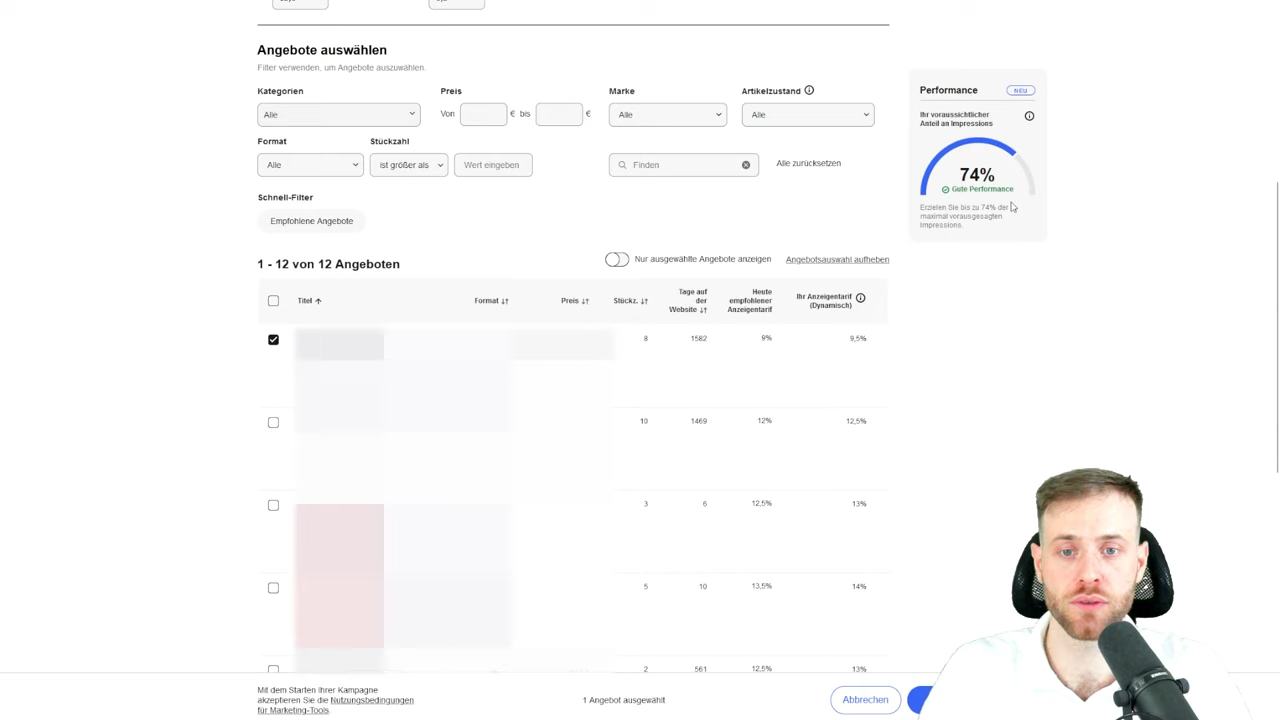 Angebote auswählen
Filter verwenden, um Angebote auszuwählen.
Kategorien Preis Marke Artikelzustand
Alle Von € bis € Alle Alle
Format Stückzahl
Alle ist größer als Wert eingeben Finden Alle zurücksetzen
Schnell-Filter
Empfohlene Angebote
Performance NEU
Ihr voraussichtlicher
Anteil an Impressions
74%
Gute Performance
Erzielen Sie bis zu 74% der
maximal vorausgesagten
Impressions.
1 - 12 von 12 Angeboten Nur ausgewählte Angebote anzeigen Angebotsauswahl aufheben
Titel Format Preis Stückz. Tage auf der Website Heute empfohlener Anzeigentarif Ihr Anzeigentarif (Dynamisch)
8 1582 9% 9,5%
10 1469 12% 12,5%
3 6 12,5% 13%
5 10 13,5% 14%
2 561 12,5% 13%
Mit dem Starten Ihrer Kampagne
akzeptieren Sie die Nutzungsbedingungen
für Marketing-Tools.
1 Angebot ausgewählt Abbrechen